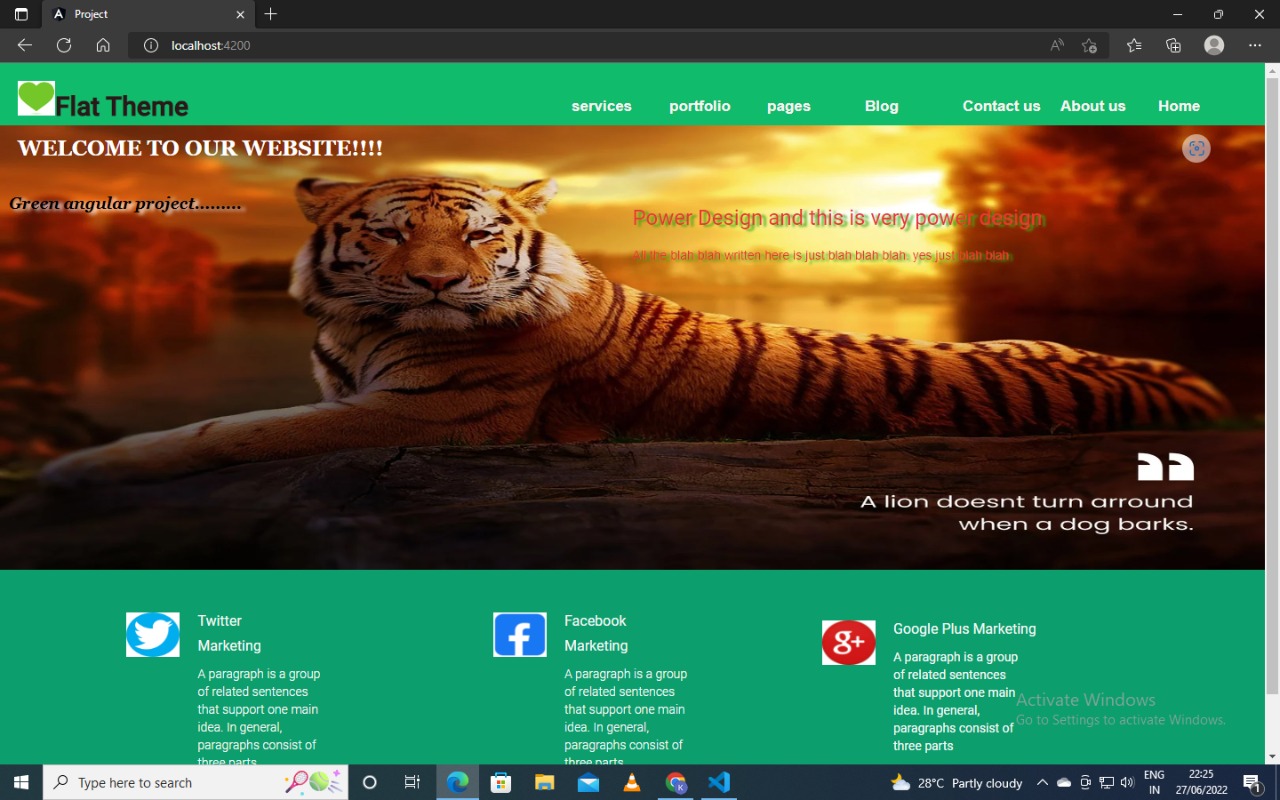 Project
localhost:4200
Flat Theme
services portfolio pages Blog Contact us About us Home
WELCOME TO OUR WEBSITE!!!!
Green angular project.........
Power Design and this is very power design
All the blah blah written here is just blah blah blah. yes just blah blah
A lion doesnt turn arround
when a dog barks.
Twitter
Marketing
A paragraph is a group
of related sentences
that support one main
idea. In general,
paragraphs consist of
three parts
Facebook
Marketing
A paragraph is a group
of related sentences
that support one main
idea. In general,
paragraphs consist of
three parts
g+
Google Plus Marketing
A paragraph is a group
of related sentences
that support one main
idea. In general,
paragraphs consist of
three parts
Activate Windows
Go to Settings to activate Windows.
Type here to search
28°C Partly cloudy
ENG
IN
22:25
27/06/2022
1